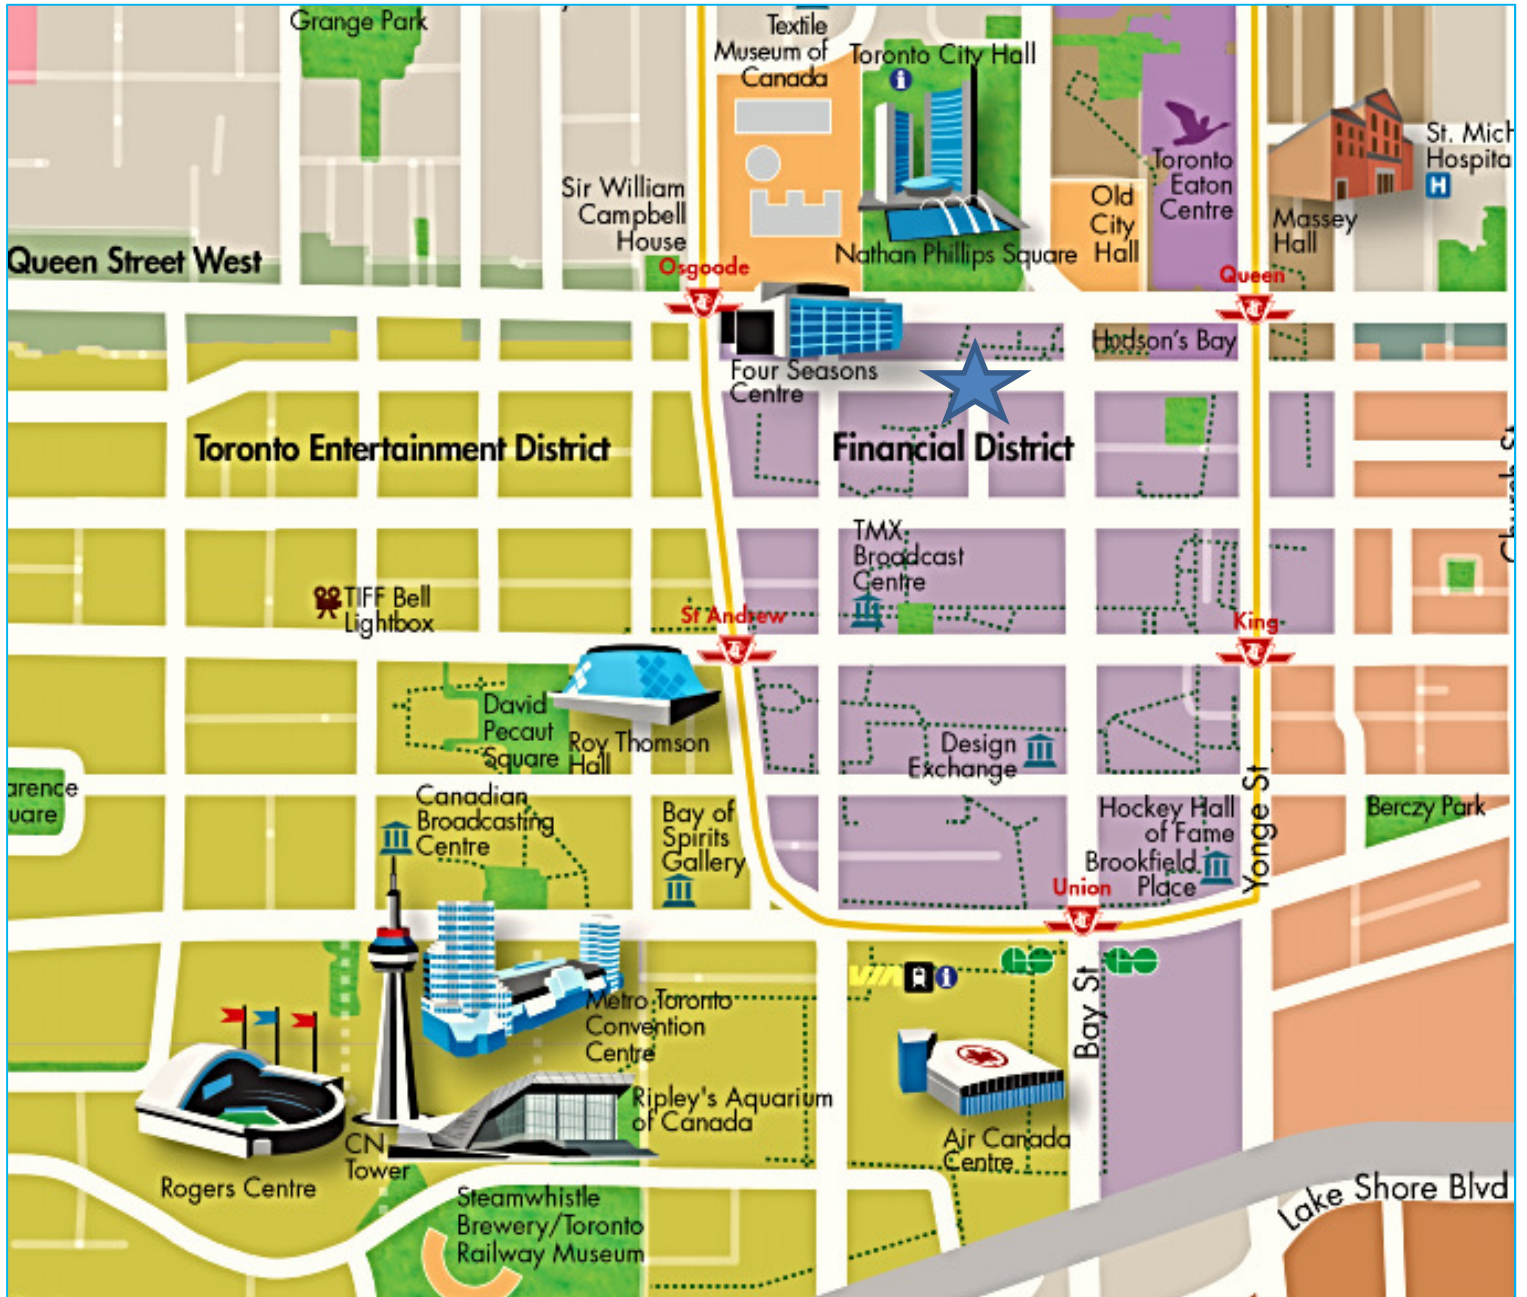 Grange Park
Textile
Museum of
Canada
Toronto City Hall
i
Toronto
Eaton
Centre
St. Mich
Hospita
H
Sir William
Campbell
House
Old
City
Hall
Massey
Hall
Queen Street West
Osgoode
Nathan Phillips Square
Queen
Four Seasons
Centre
Hudson's Bay
Toronto Entertainment District
Financial District
Church St
TMX
Broadcast
Centre
TIFF Bell
Lightbox
St Andrew
King
David
Pecaut
Square
Roy Thomson
Hall
Design
Exchange
arence
uare
Canadian
Broadcasting
Centre
Bay of
Spirits
Gallery
Hockey Hall
of Fame
Brookfield
Place
Yonge St
Berczy Park
Union
VIA
i
GO
GO
Bay St
Metro Toronto
Convention
Centre
Ripley's Aquarium
of Canada
Air Canada
Centre
CN
Tower
Rogers Centre
Steamwhistle
Brewery/Toronto
Railway Museum
Lake Shore Blvd